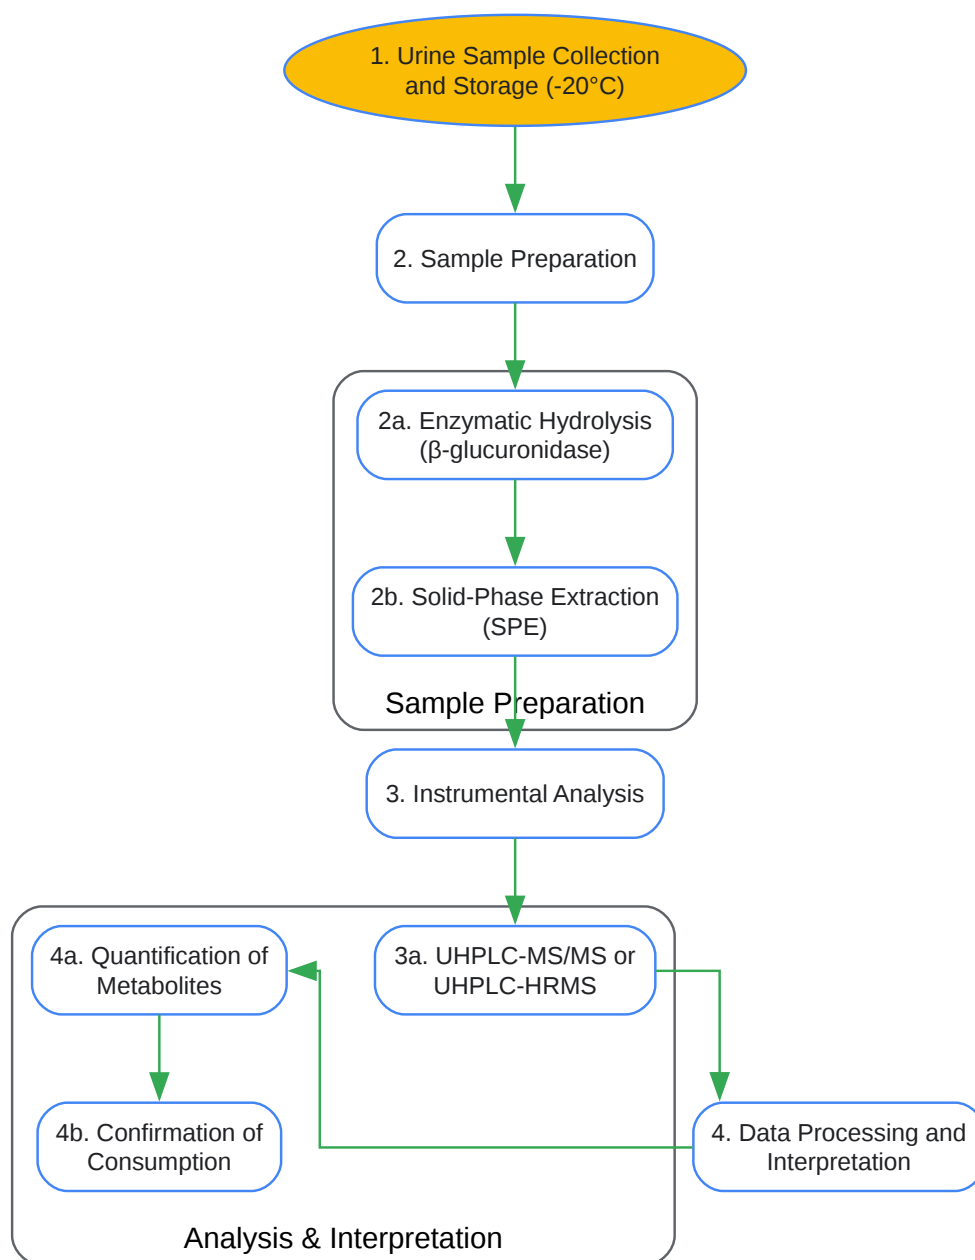 1. Urine Sample Collection
and Storage (-20°C)
2. Sample Preparation
2a. Enzymatic Hydrolysis
(β-glucuronidase)
2b. Solid-Phase Extraction
(SPE)
Sample Preparation
3. Instrumental Analysis
3a. UHPLC-MS/MS or
UHPLC-HRMS
4. Data Processing and
Interpretation
4a. Quantification of
Metabolites
4b. Confirmation of
Consumption
Analysis & Interpretation